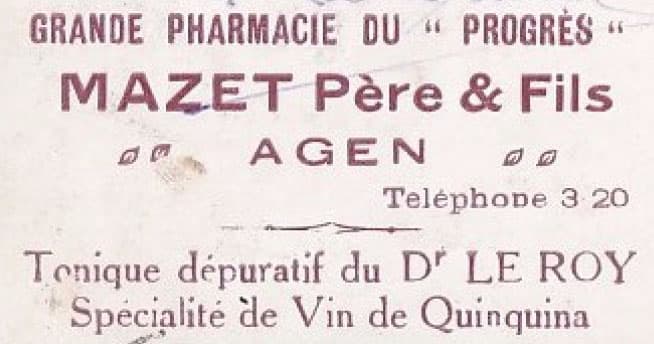 GRANDE PHARMACIE DU “ PROGRÈS “
MAZET Père & Fils
AGEN
Teléphone 3 20
Tonique dépuratif du Dr LE ROY
Spécialité de Vin de Quinquina